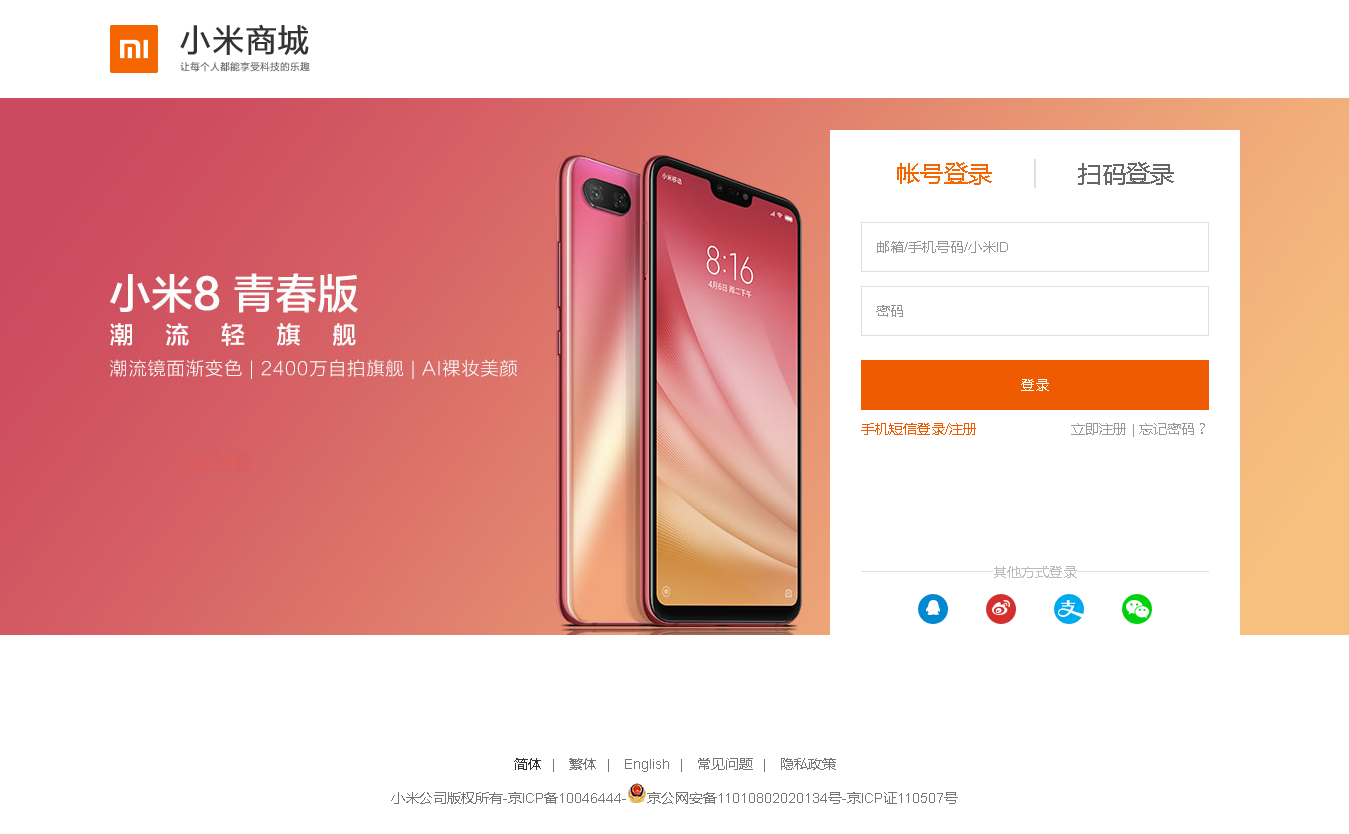 小米商城
让每个人都能享受科技的乐趣
帐号登录
扫码登录
小米移动
邮箱/手机号码/小米ID
8:16
4月6日 周二下午
小米8 青春版
密码
潮流轻旗舰
潮流镜面渐变色 | 2400万自拍旗舰 | AI裸妆美颜
登录
手机短信登录/注册
立即注册 | 忘记密码？
其他方式登录
简体 | 繁体 | English | 常见问题 | 隐私政策
小米公司版权所有-京ICP备10046444-京公网安备11010802020134号-京ICP证110507号